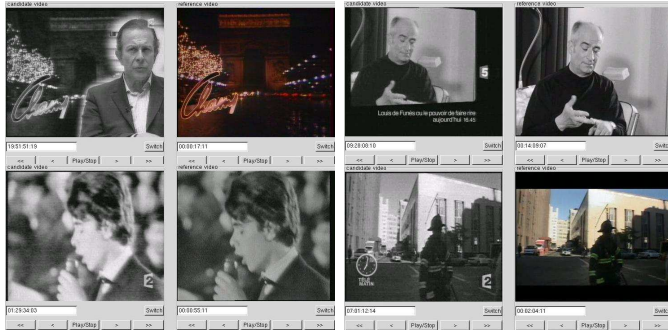 candidate video
reference video
candidate video
reference video
5
Louis de Funès ou le pouvoir de faire rire
aujourd'hui 16.45
19:51:51:19
Switch
00:00:17:11
Switch
09:28:08:10
Switch
00:14:09:07
Switch
<< < Play/Stop > >>
<< < Play/Stop > >>
<< < Play/Stop > >>
<< < Play/Stop > >>
candidate video
reference video
candidate video
reference video
2
TÉLÉ
MATIN
2
01:29:34:03
Switch
00:00:55:11
Switch
07:01:12:14
Switch
00:02:04:11
Switch
<< < Play/Stop > >>
<< < Play/Stop > >>
<< < Play/Stop > >>
<< < Play/Stop > >>